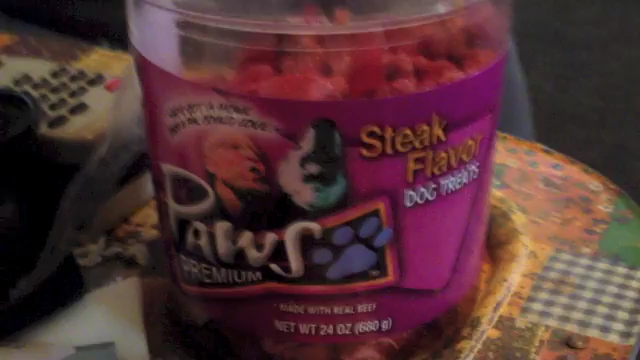 Steak
Flavor
DOG TREATS
PAWS
PREMIUM
MADE WITH REAL BEEF
NET WT 24 OZ (680 g)